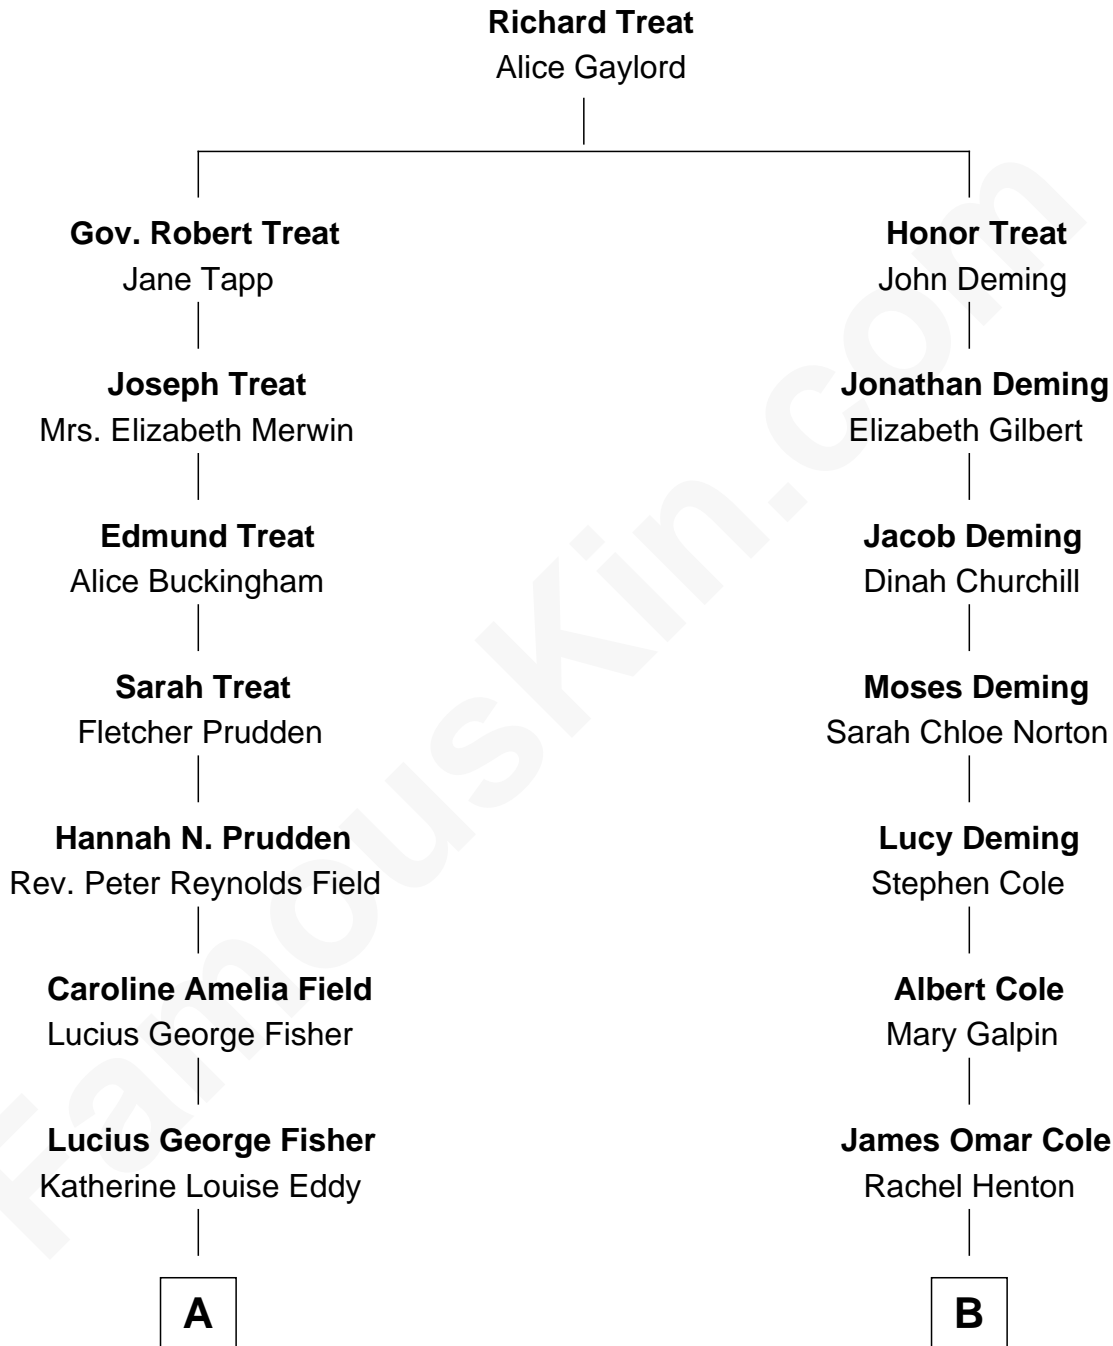 Richard Treat
Alice Gaylord
Gov. Robert Treat
Jane Tapp
Honor Treat
John Deming
Joseph Treat
Mrs. Elizabeth Merwin
Jonathan Deming
Elizabeth Gilbert
Edmund Treat
Alice Buckingham
Jacob Deming
Dinah Churchill
Sarah Treat
Fletcher Prudden
Moses Deming
Sarah Chloe Norton
Hannah N. Prudden
Rev. Peter Reynolds Field
Lucy Deming
Stephen Cole
Caroline Amelia Field
Lucius George Fisher
Albert Cole
Mary Galpin
Lucius George Fisher
Katherine Louise Eddy
James Omar Cole
Rachel Henton
A
B
FamousKin.com